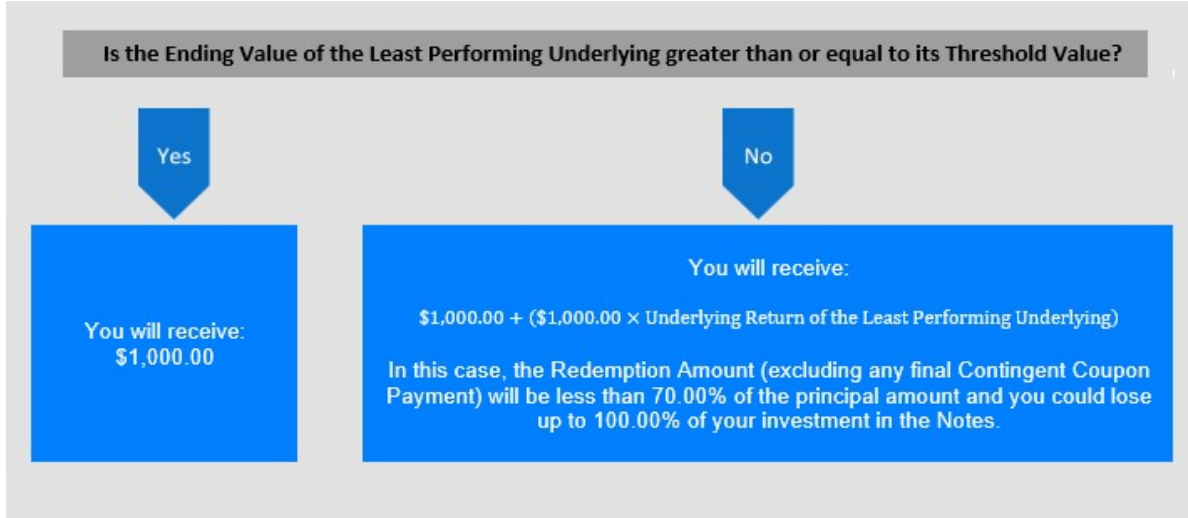 Is the Ending Value of the Least Performing Underlying greater than or equal to its Threshold Value?
Yes
No
You will receive:
$1,000.00
You will receive:
$1,000.00 + ($1,000.00 × Underlying Return of the Least Performing Underlying)
In this case, the Redemption Amount (excluding any final Contingent Coupon
Payment) will be less than 70.00% of the principal amount and you could lose
up to 100.00% of your investment in the Notes.